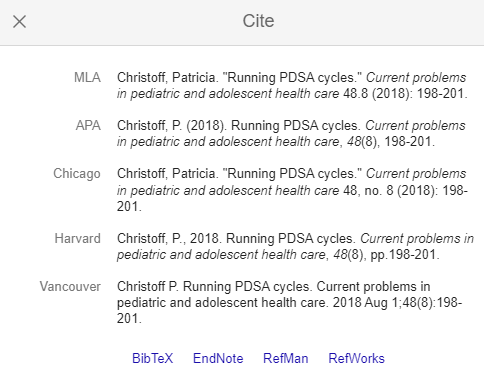 Cite
MLA Christoff, Patricia. "Running PDSA cycles." Current problems
in pediatric and adolescent health care 48.8 (2018): 198-201.
APA Christoff, P. (2018). Running PDSA cycles. Current problems
in pediatric and adolescent health care, 48(8), 198-201.
Chicago Christoff, Patricia. "Running PDSA cycles." Current problems
in pediatric and adolescent health care 48, no. 8 (2018): 198-
201.
Harvard Christoff, P., 2018. Running PDSA cycles. Current problems in
pediatric and adolescent health care, 48(8), pp.198-201.
Vancouver Christoff P. Running PDSA cycles. Current problems in
pediatric and adolescent health care. 2018 Aug 1;48(8):198-
201.
BibTeX EndNote RefMan RefWorks